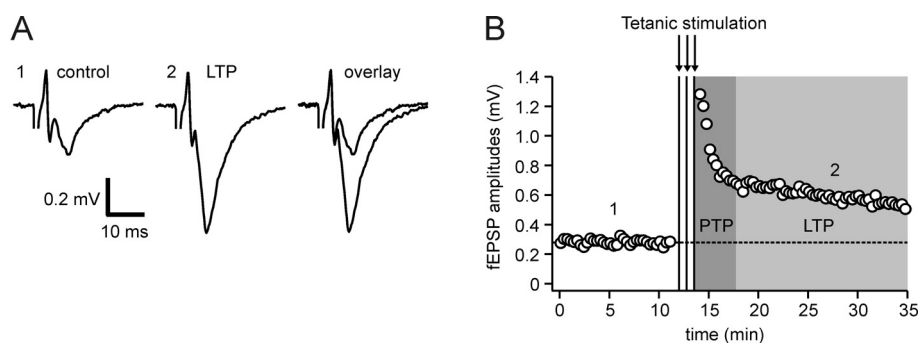 A
1 control
2 LTP
overlay
0.2 mV
10 ms
B
Tetanic stimulation
fEPSP amplitudes (mV)
1.4
1.2
1.0
0.8
0.6
0.4
0.2
0
1
2
PTP
LTP
0 5 10 15 20 25 30 35
time (min)